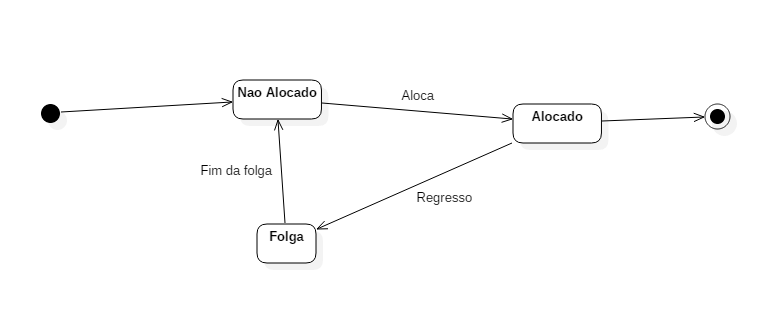 Nao Alocado
Aloca
Alocado
Fim da folga
Regresso
Folga